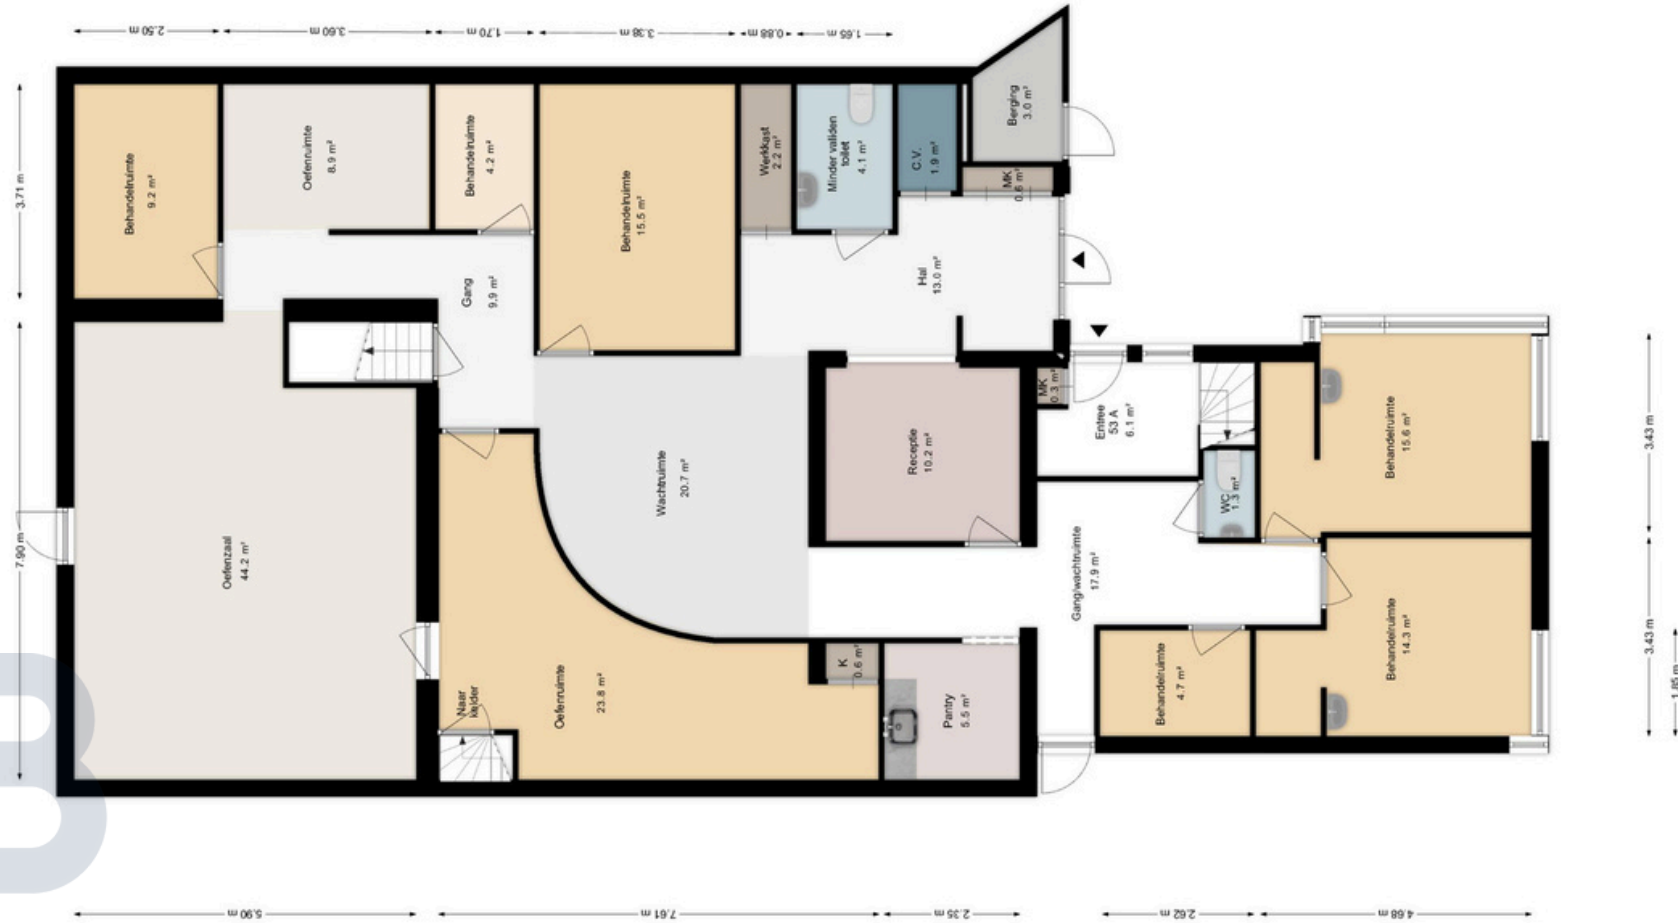 2.50 m
3.60 m
1.70 m
3.38 m
0.88 m
1.65 m
3.71 m
7.90 m
Behandelruimte
9.2 m²
Oefenruimte
8.9 m²
Behandelruimte
4.2 m²
Behandelruimte
15.5 m²
Werkkast
2.2 m²
Minder validen
toilet
4.1 m²
C.V.
1.9 m²
Berging
3.0 m²
MK
0.6 m²
Gang
9.9 m²
Hal
13.0 m²
Oefenzaal
44.2 m²
Wachtruimte
20.7 m²
Receptie
10.2 m²
MK
0.3 m²
Entree
53 A
6.1 m²
WC
1.3 m²
Behandelruimte
15.6 m²
Gang/wachtruimte
17.9 m²
Behandelruimte
14.3 m²
Behandelruimte
4.7 m²
Naar
kelder
Oefenruimte
23.8 m²
K
0.6 m²
Pantry
5.5 m²
3.43 m
3.43 m
1.85 m
5.90 m
7.61 m
2.35 m
2.62 m
4.68 m
B